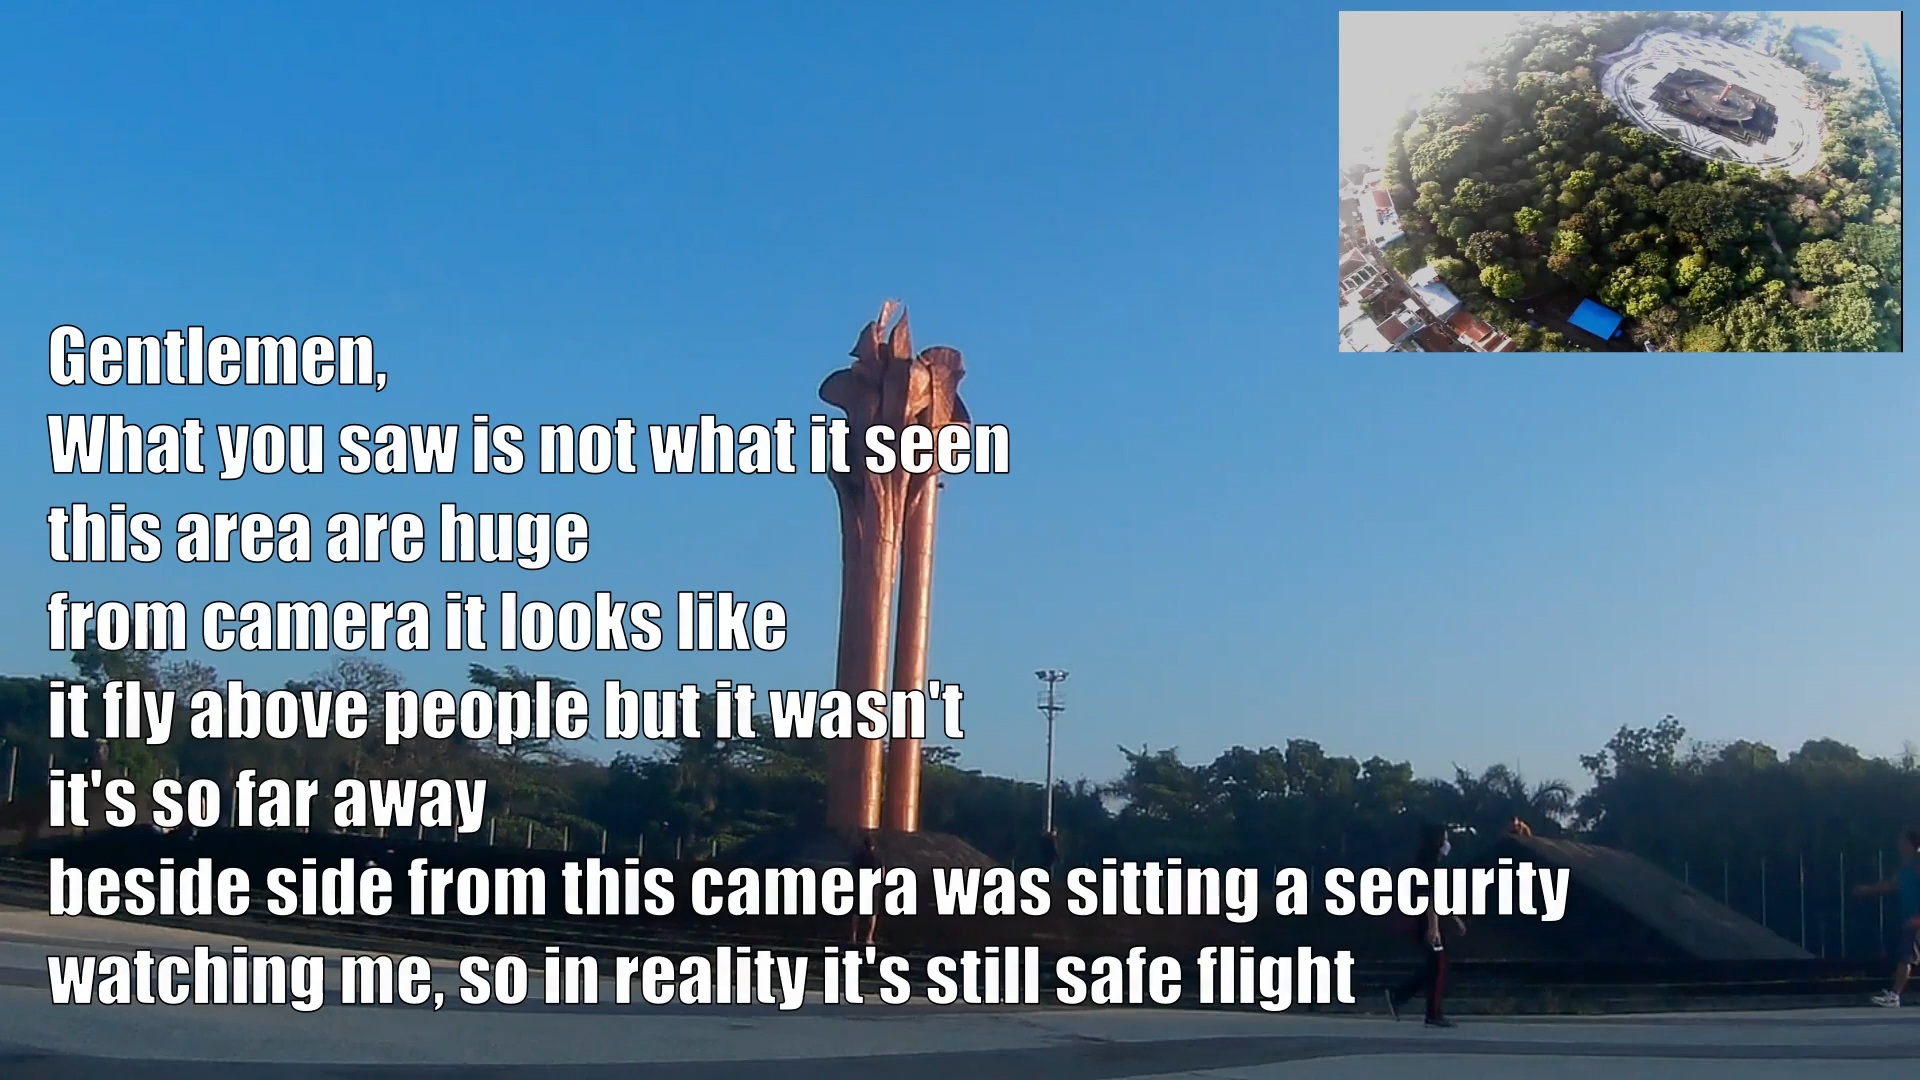 Gentlemen,
What you saw is not what it seen
this area are huge
from camera it looks like
it fly above people but it wasn't
it's so far away
beside side from this camera was sitting a security
watching me, so in reality it's still safe flight